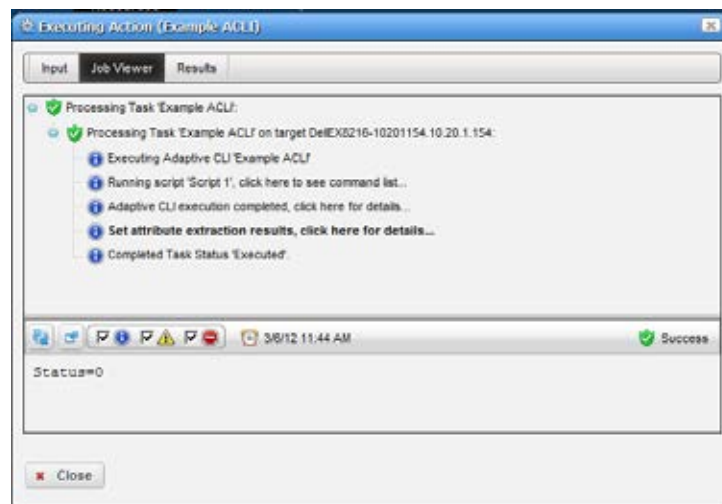 Executing Action (Example ACLI)
Input Job Viewer Results
Processing Task 'Example ACLI':
Processing Task 'Example ACLI' on target DellEX8216-10201154.10.20.1.154:
Executing Adaptive CLI 'Example ACLI'
Running script 'Script 1', click here to see command list...
Adaptive CLI execution completed, click here for details...
Set attribute extraction results, click here for details...
Completed Task Status 'Executed'.
3/6/12 11:44 AM Success
Status=0
Close